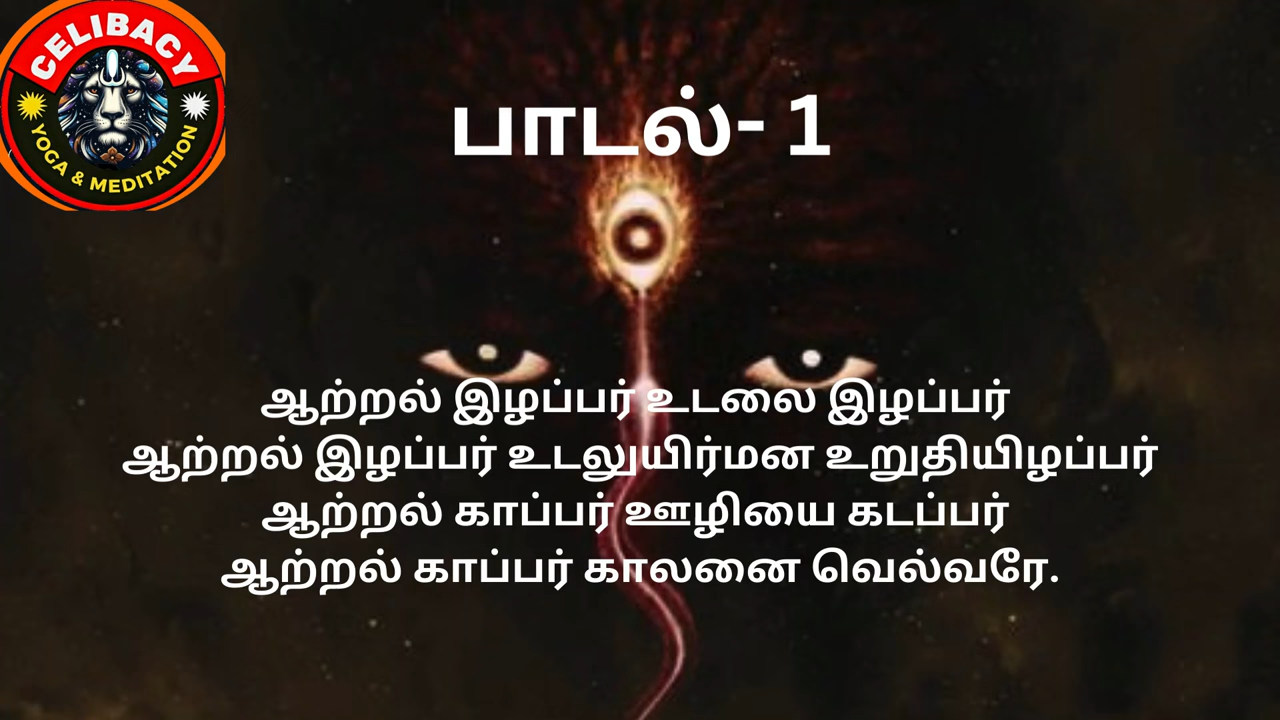 CELIBACY
YOGA & MEDITATION
பாடல்- 1
ஆற்றல் இழப்பர் உடலை இழப்பர்
ஆற்றல் இழப்பர் உடலுயிர்மன உறுதியிழப்பர்
ஆற்றல் காப்பர் ஊழியை கடப்பர்
ஆற்றல் காப்பர் காலனை வெல்வரே.